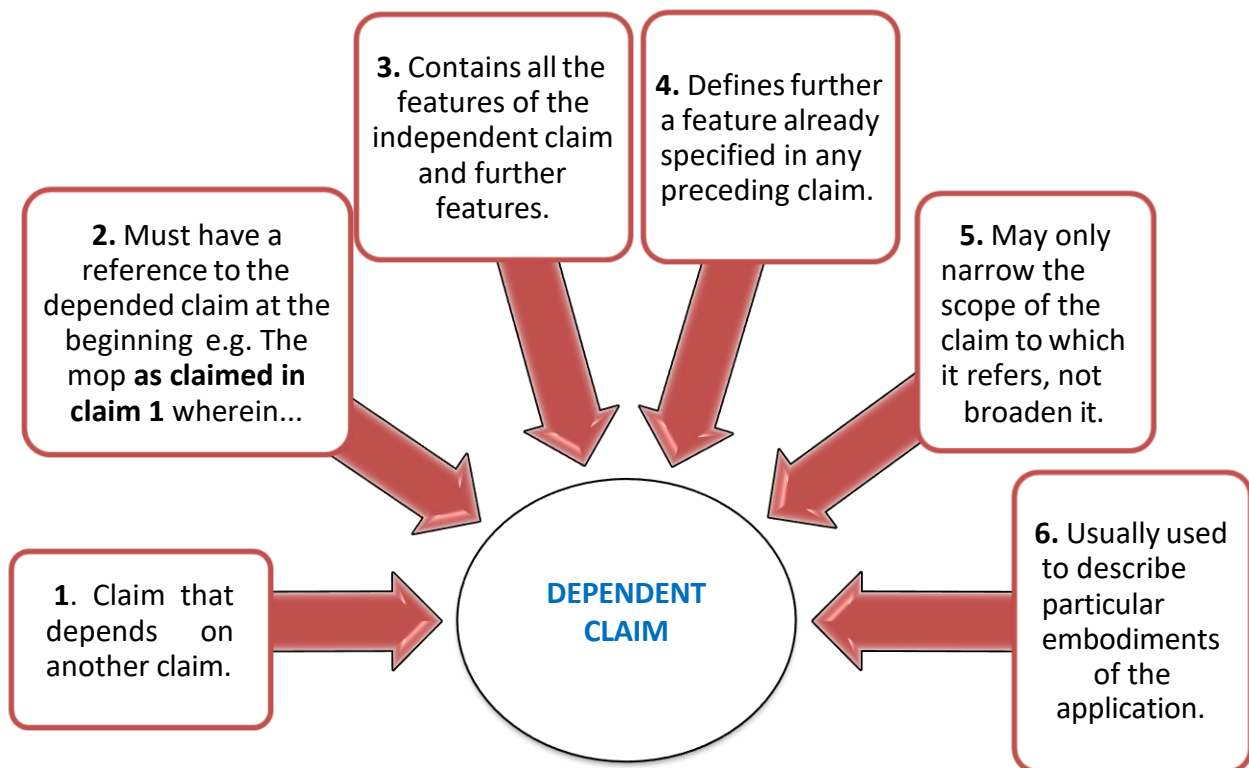 1. Claim that
depends on
another claim.
2. Must have a
reference to the
depended claim at the
beginning e.g. The
mop as claimed in
claim 1 wherein...
3. Contains all the
features of the
independent claim
and further
features.
4. Defines further
a feature already
specified in any
preceding claim.
5. May only
narrow the
scope of the
claim to which
it refers, not
broaden it.
6. Usually used
to describe
particular
embodiments
of the
application.
DEPENDENT
CLAIM